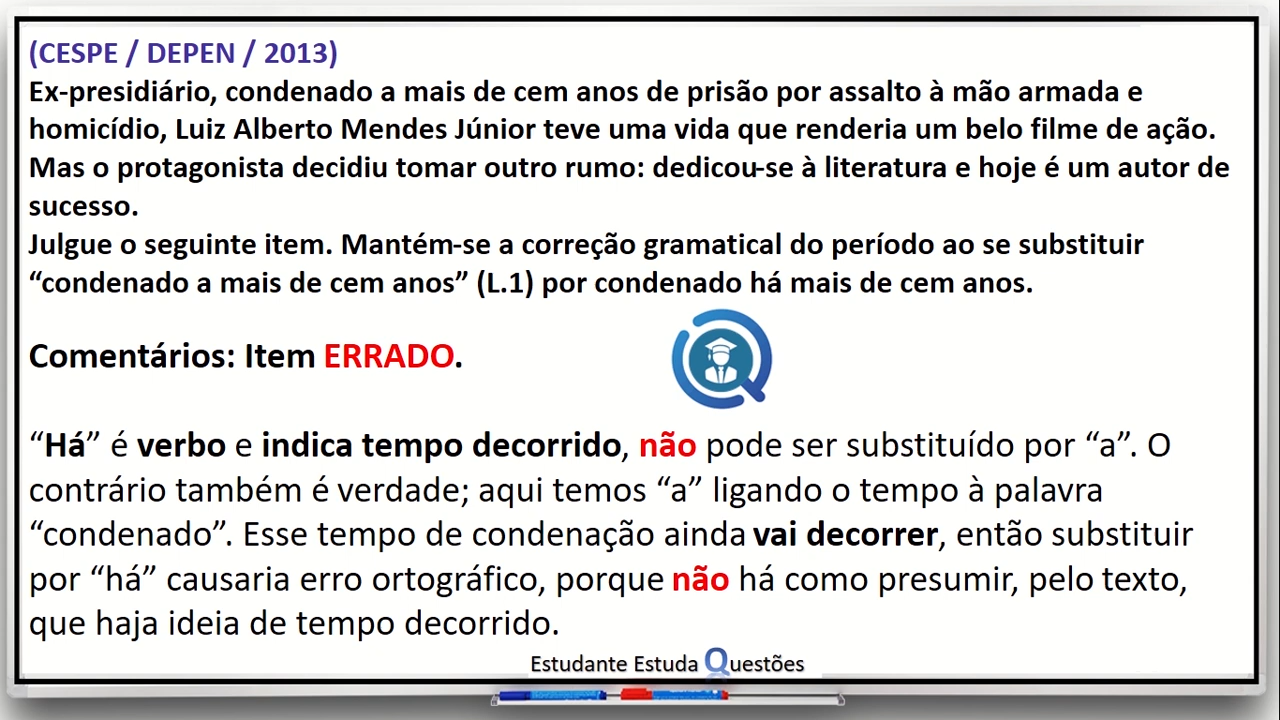 (CESPE / DEPEN / 2013)
Ex-presidiário, condenado a mais de cem anos de prisão por assalto à mão armada e
homicídio, Luiz Alberto Mendes Júnior teve uma vida que renderia um belo filme de ação.
Mas o protagonista decidiu tomar outro rumo: dedicou-se à literatura e hoje é um autor de
sucesso.
Julgue o seguinte item. Mantém-se a correção gramatical do período ao se substituir
“condenado a mais de cem anos” (L.1) por condenado há mais de cem anos.
Comentários: Item ERRADO.
“Há” é verbo e indica tempo decorrido, não pode ser substituído por “a”. O
contrário também é verdade; aqui temos “a” ligando o tempo à palavra
“condenado”. Esse tempo de condenação ainda vai decorrer, então substituir
por “há” causaria erro ortográfico, porque não há como presumir, pelo texto,
que haja ideia de tempo decorrido.
Estudante Estuda Questões